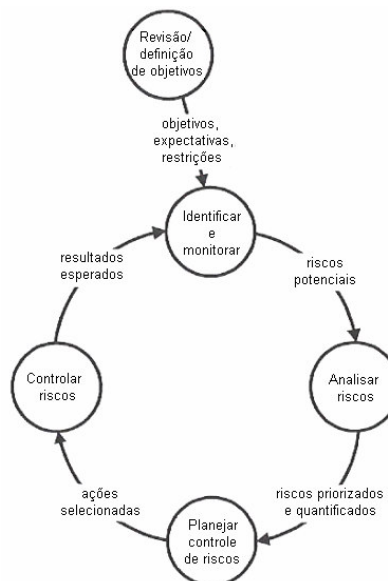 Revisão/
definição
de objetivos
objetivos,
expectativas,
restrições
Identificar
e
monitorar
resultados
esperados
riscos
potenciais
Controlar
riscos
Analisar
riscos
ações
selecionadas
riscos priorizados
e quantificados
Planejar
controle
de riscos